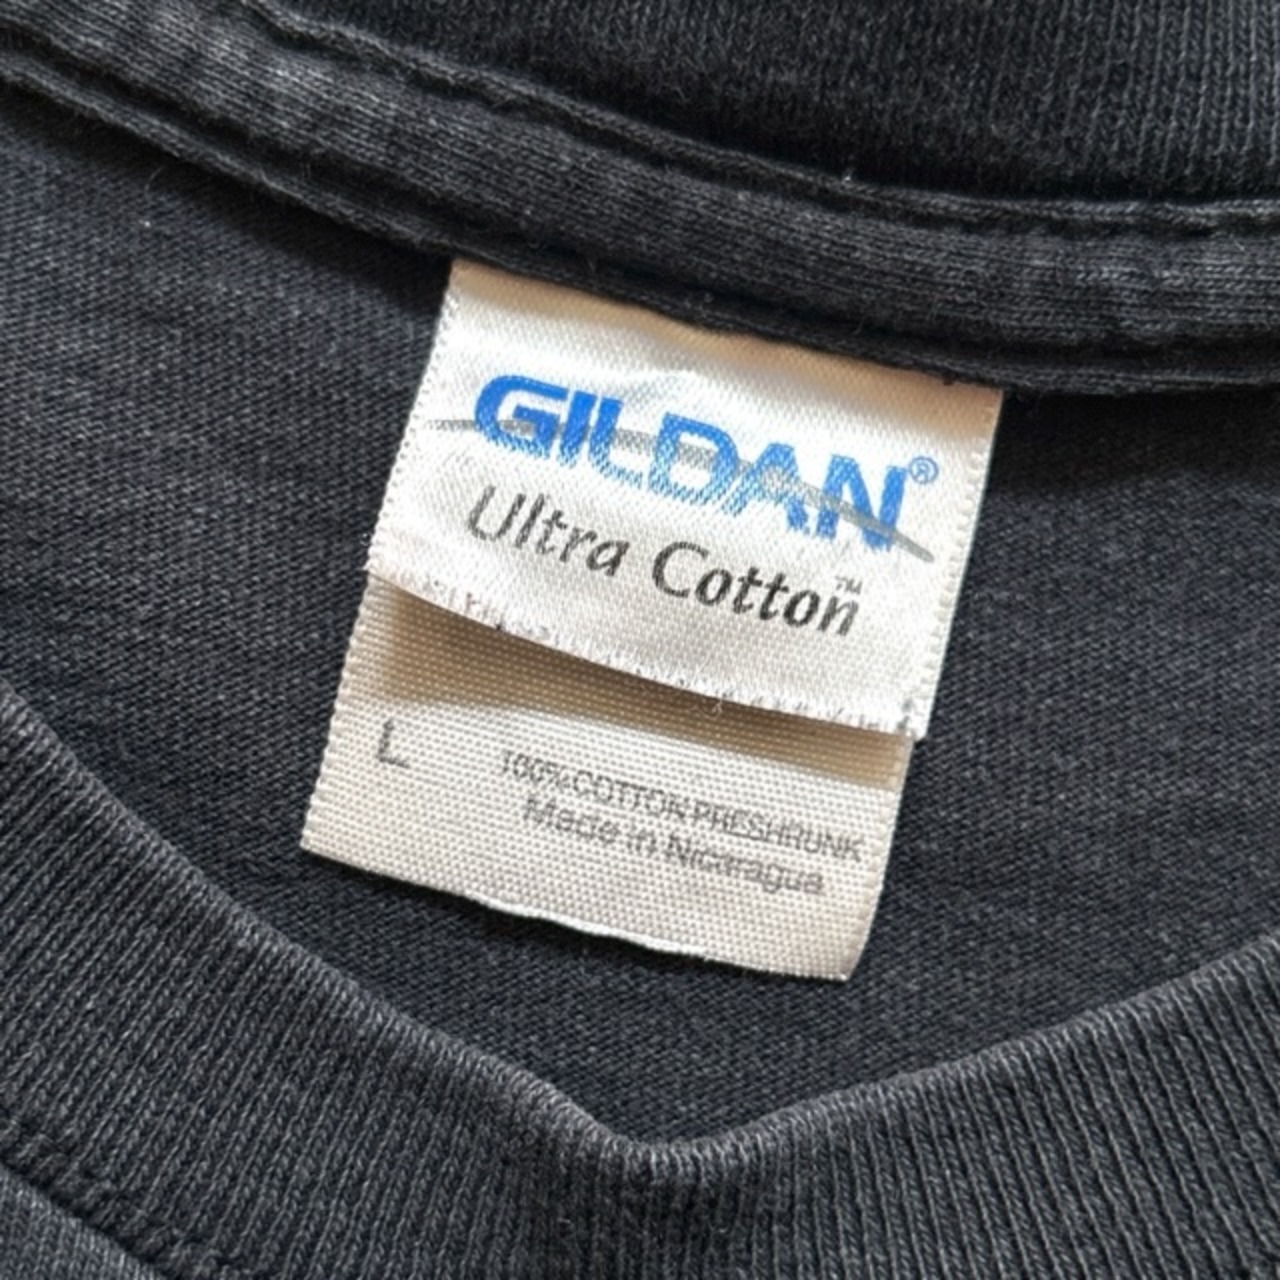 GILDAN®
Ultra Cotton™
L
100% COTTON PRESHRUNK
Made in Nicaragua